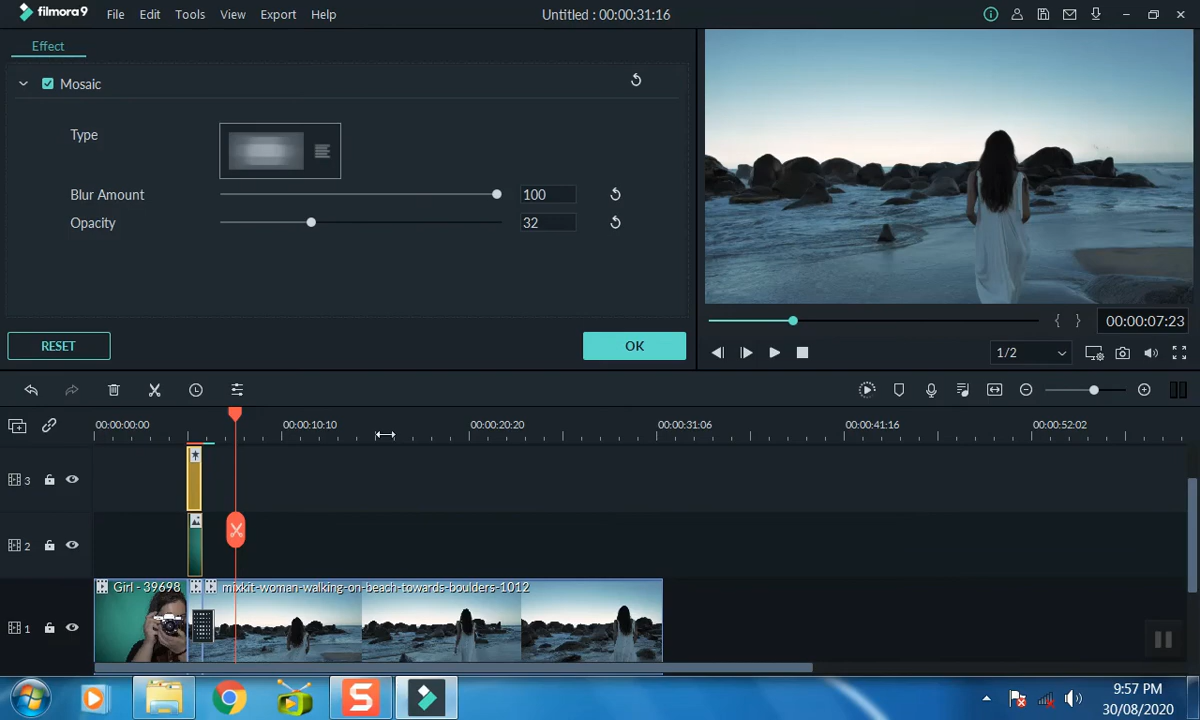 filmora9 File Edit Tools View Export Help Untitled : 00:00:31:16
Effect
Mosaic
Type
Blur Amount 100
Opacity 32
RESET OK
00:00:07:23
1/2
00:00:00:00 00:00:10:10 00:00:20:20 00:00:31:06 00:00:41:16 00:00:52:02
3
2
Girl - 39698 mixkit-woman-walking-on-beach-towards-boulders-1012
1
9:57 PM
30/08/2020